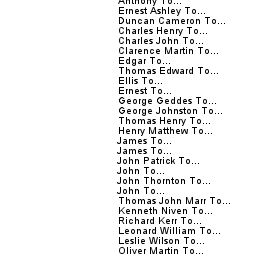 Anthony To...
Ernest Ashley To...
Duncan Cameron To...
Charles Henry To...
Charles John To...
Clarence Martin To...
Edgar To...
Thomas Edward To...
Ellis To...
Ernest To...
George Geddes To...
George Johnston To...
Thomas Henry To...
Henry Matthew To...
James To...
James To...
John Patrick To...
John To...
John Thornton To...
John To...
Thomas John Marr To...
Kenneth Niven To...
Richard Kerr To...
Leonard William To...
Leslie Wilson To...
Oliver Martin To...